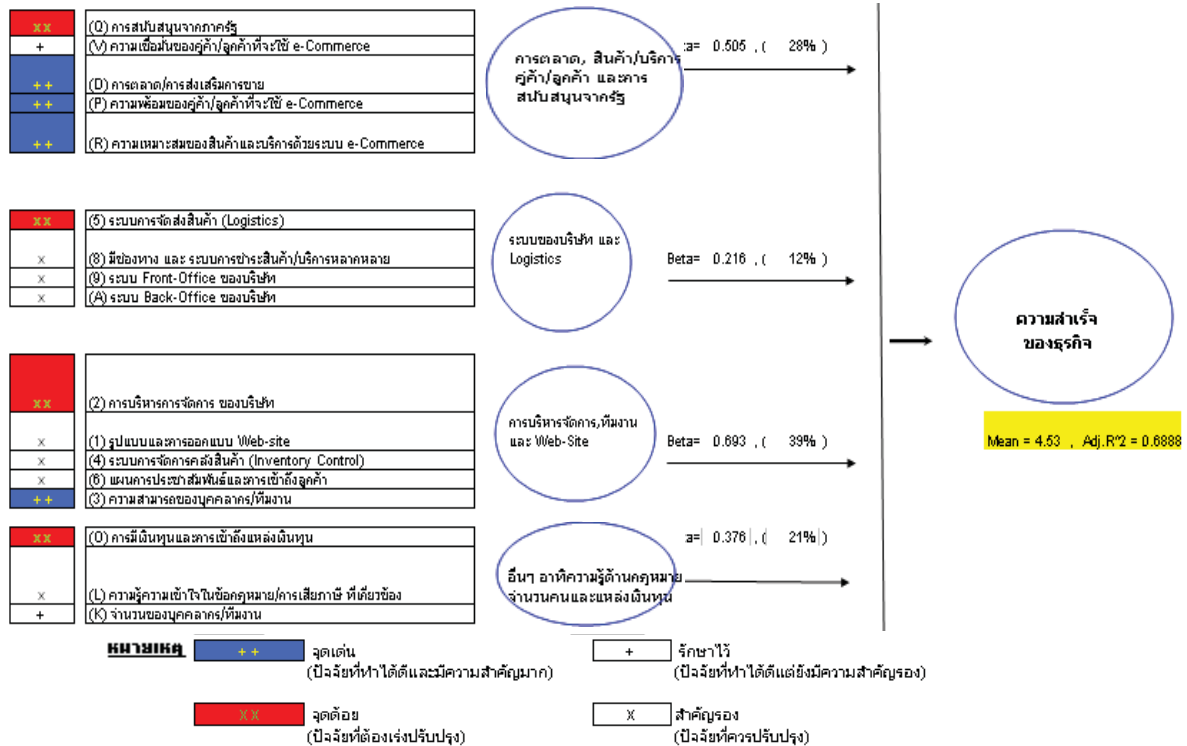 xx (Q) การสนับสนุนจากภาครัฐ
+ (V) ความเชื่อมั่นของคู่ค้า/ลูกค้าที่จะใช้ e-Commerce
++ (D) การตลาด/การส่งเสริมการขาย
++ (P) ความพร้อมของคู่ค้า/ลูกค้าที่จะใช้ e-Commerce
++ (R) ความเหมาะสมของสินค้าและบริการด้วยระบบ e-Commerce
การตลาด, สินค้า/บริการ
คู่ค้า/ลูกค้า และการ
สนับสนุนจากรัฐ
:a= 0.505 , ( 28% )
xx (5) ระบบการจัดส่งสินค้า (Logistics)
x (8) มีช่องทาง และ ระบบการชำระสินค้า/บริการหลากหลาย
x (9) ระบบ Front-Office ของบริษัท
x (A) ระบบ Back-Office ของบริษัท
ระบบของบริษัท และ
Logistics
Beta= 0.216 , ( 12% )
xx (2) การบริหารการจัดการ ของบริษัท
x (1) รูปแบบและการออกแบบ Web-site
x (4) ระบบการจัดการคลังสินค้า (Inventory Control)
x (6) แผนการประชาสัมพันธ์และการเข้าถึงลูกค้า
++ (3) ความสามารถของบุคคลากร/ทีมงาน
การบริหารจัดการ,ทีมงาน
และ Web-Site
Beta= 0.693 , ( 39% )
xx (O) การมีเงินทุนและการเข้าถึงแหล่งเงินทุน
x (L) ความรู้ความเข้าใจในข้อกฎหมาย/การเสียภาษี ที่เกี่ยวข้อง
+ (K) จำนวนของบุคคลากร/ทีมงาน
อื่นๆ อาทิความรู้ด้านกฎหมาย
จำนวนคนและแหล่งเงินทุน
a= 0.376 , ( 21% )
ความสำเร็จ
ของธุรกิจ
Mean = 4.53 , Adj.R^2 = 0.6888
หมายเหตุ
++ จุดเด่น
(ปัจจัยที่ทำได้ดีและมีความสำคัญมาก)
+ รักษาไว้
(ปัจจัยที่ทำได้ดีแต่ยังมีความสำคัญรอง)
XX จุดด้อย
(ปัจจัยที่ต้องเร่งปรับปรุง)
X สำคัญรอง
(ปัจจัยที่ควรปรับปรุง)